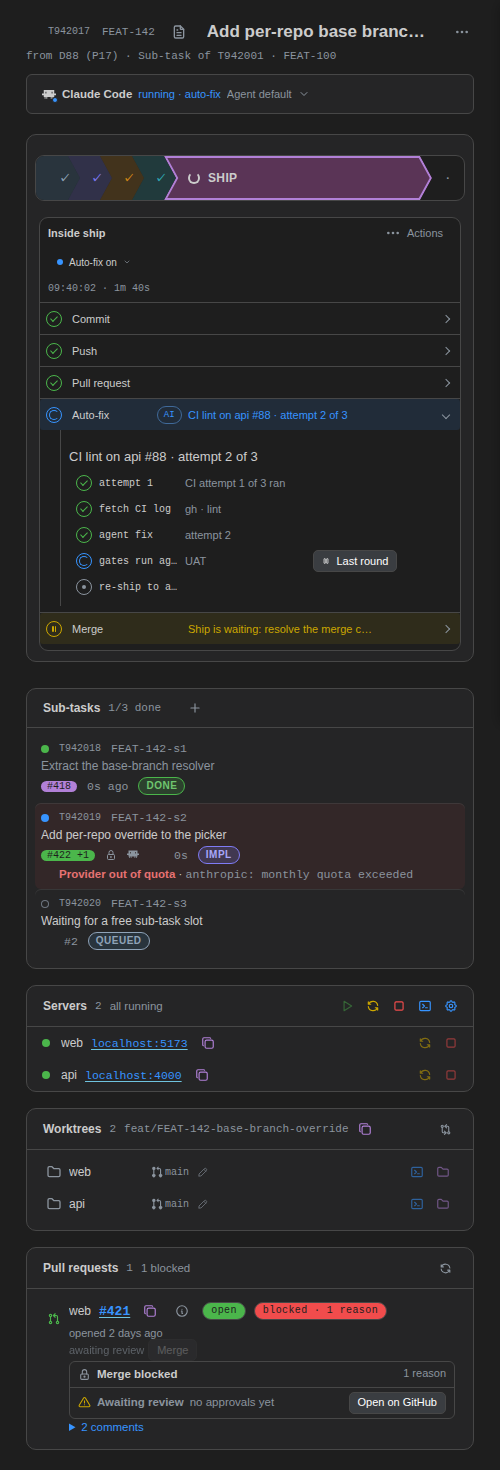 T942017 FEAT-142 Add per-repo base branc…
from D88 (P17) · Sub-task of T942001 · FEAT-100
Claude Code running · auto-fix Agent default
SHIP
Inside ship Actions
Auto-fix on
09:40:02 · 1m 40s
Commit
Push
Pull request
Auto-fix AI CI lint on api #88 · attempt 2 of 3
CI lint on api #88 · attempt 2 of 3
attempt 1 CI attempt 1 of 3 ran
fetch CI log gh · lint
agent fix attempt 2
gates run ag… UAT Last round
re-ship to a…
Merge Ship is waiting: resolve the merge c…
Sub-tasks 1/3 done
T942018 FEAT-142-s1
Extract the base-branch resolver
#418 0s ago DONE
T942019 FEAT-142-s2
Add per-repo override to the picker
#422 +1 0s IMPL
Provider out of quota · anthropic: monthly quota exceeded
T942020 FEAT-142-s3
Waiting for a free sub-task slot
#2 QUEUED
Servers 2 all running
web localhost:5173
api localhost:4000
Worktrees 2 feat/FEAT-142-base-branch-override
web main
api main
Pull requests 1 1 blocked
web #421 open blocked · 1 reason
opened 2 days ago
awaiting review Merge
Merge blocked 1 reason
Awaiting review no approvals yet Open on GitHub
2 comments